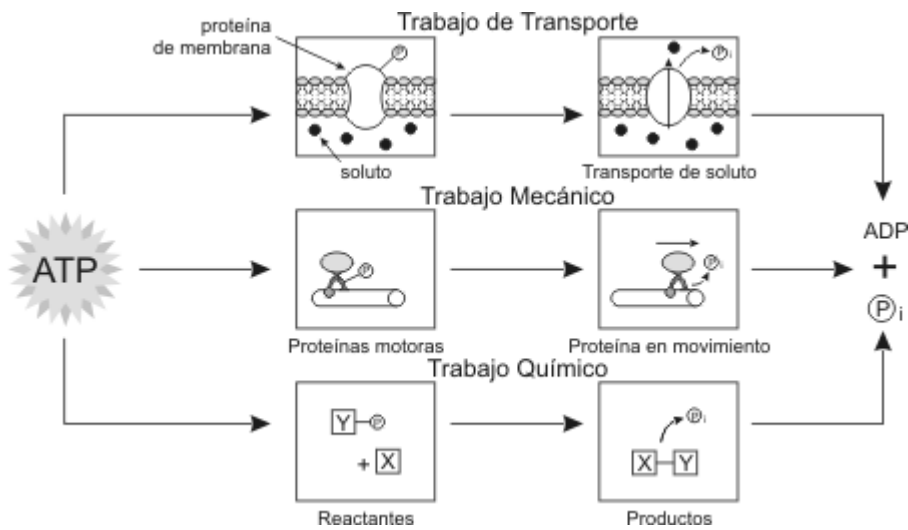 Trabajo de Transporte
proteína
de membrana
P
P i
soluto
Transporte de soluto
Trabajo Mecánico
ATP
P
P i
ADP
+
P i
Proteínas motoras
Proteína en movimiento
Trabajo Químico
Y P
+ X
P i
X Y
Reactantes
Productos